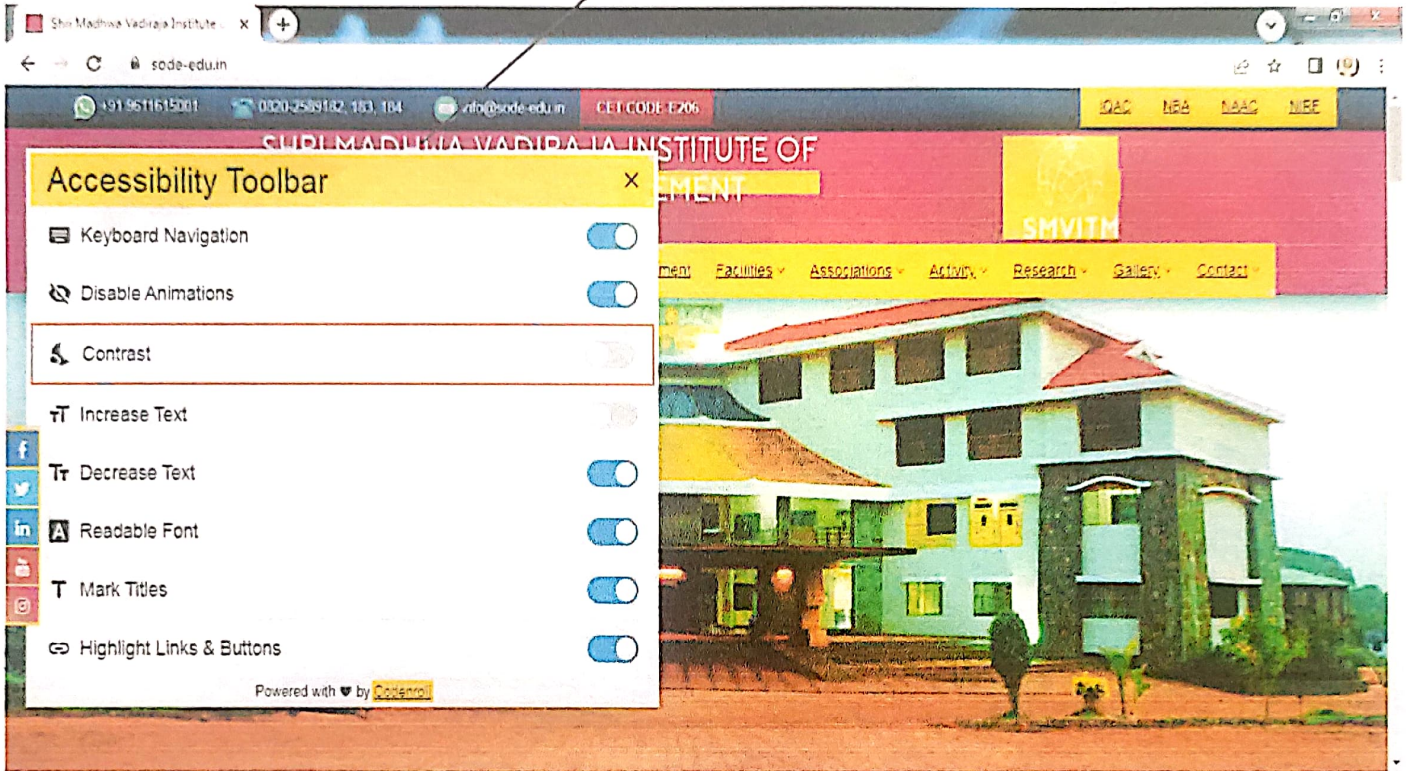 Shri Madhwa Vadiraja Institute
sode-edu.in
+91-9611615001 0820-2589182, 183, 184 info@sode-edu.in CET CODE-E206 IQAC NBA NAAC NIRF
SHRI MADHWA VADIRAJA INSTITUTE OF
EMENT
SMVITM
ment Facilities Associations Activity Research Gallery Contact
Accessibility Toolbar
Keyboard Navigation
Disable Animations
Contrast
Increase Text
Decrease Text
Readable Font
Mark Titles
Highlight Links & Buttons
Powered with ♥ by Codenroll